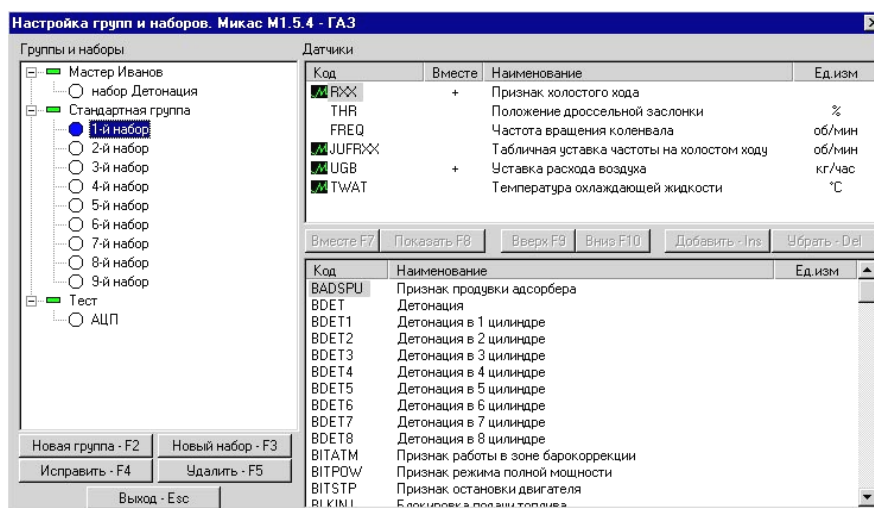 Настройка групп и наборов. Микас М1.5.4 - ГАЗ
Группы и наборы
Мастер Иванов
набор Детонация
Стандартная группа
1-й набор
2-й набор
3-й набор
4-й набор
5-й набор
6-й набор
7-й набор
8-й набор
9-й набор
Тест
АЦП
Новая группа - F2 Новый набор - F3
Исправить - F4 Удалить - F5
Выход - Esc
Датчики
Код Вместе Наименование Ед.изм
RXX + Признак холостого хода
THR Положение дроссельной заслонки %
FREQ Частота вращения коленвала об/мин
JUFRXX Табличная уставка частоты на холостом ходу об/мин
UGB + Уставка расхода воздуха кг/час
TWAT Температура охлаждающей жидкости °C
Вместе F7 Показать F8 Вверх F9 Вниз F10 Добавить - Ins Убрать - Del
Код Наименование Ед.изм
BADSPU Признак продувки адсорбера
BDET Детонация
BDET1 Детонация в 1 цилиндре
BDET2 Детонация в 2 цилиндре
BDET3 Детонация в 3 цилиндре
BDET4 Детонация в 4 цилиндре
BDET5 Детонация в 5 цилиндре
BDET6 Детонация в 6 цилиндре
BDET7 Детонация в 7 цилиндре
BDET8 Детонация в 8 цилиндре
BITATM Признак работы в зоне барокоррекции
BITPOW Признак режима полной мощности
BITSTP Признак остановки двигателя
BLKINJ Блокировка подачи топлива